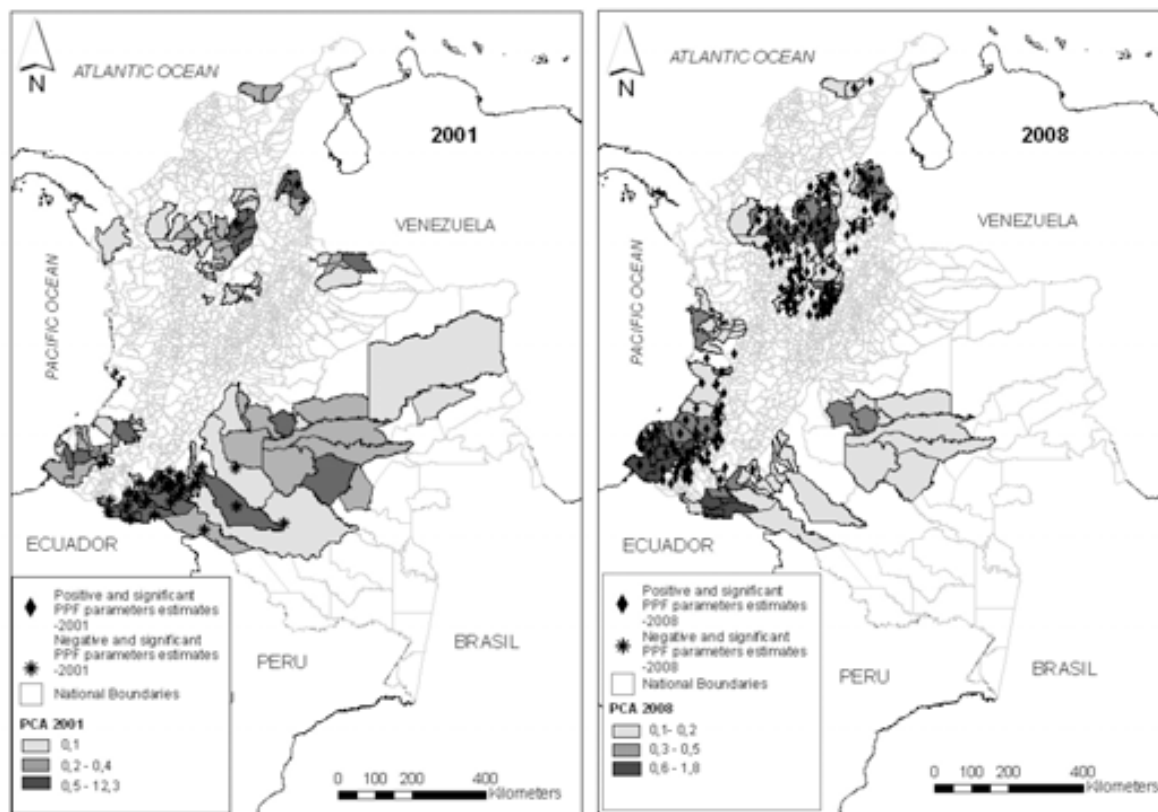 ATLANTIC OCEAN
N
2001
VENEZUELA
PACIFIC OCEAN
ECUADOR
Positive and significant
PPF parameters estimates
-2001
Negative and significant
PPF parameters estimates
-2001
National Boundaries
PCA 2001
0,1
0,2 - 0,4
0,5 - 12,3
PERU
BRASIL
0 100 200 400
Kilometers
ATLANTIC OCEAN
N
2008
VENEZUELA
PACIFIC OCEAN
ECUADOR
Positive and significant
PPF parameters estimates
-2008
Negative and significant
PPF parameters estimates
-2008
National Boundaries
PCA 2008
0,1- 0,2
0,3 - 0,5
0,6 - 1,8
PERU
BRASIL
0 100 200 400
Kilometers